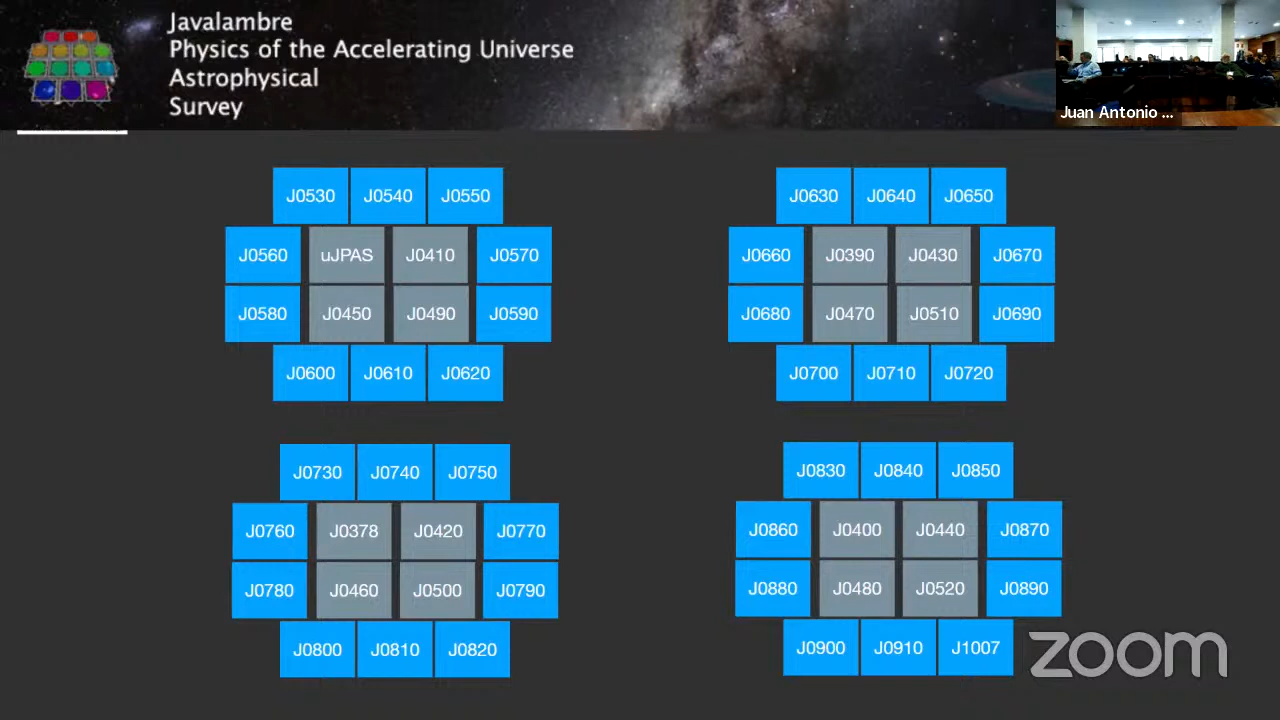 Javalambre
Physics of the Accelerating Universe
Astrophysical
Survey
Juan Antonio ...
J0530 J0540 J0550
J0560 uJPAS J0410 J0570
J0580 J0450 J0490 J0590
J0600 J0610 J0620
J0630 J0640 J0650
J0660 J0390 J0430 J0670
J0680 J0470 J0510 J0690
J0700 J0710 J0720
J0730 J0740 J0750
J0760 J0378 J0420 J0770
J0780 J0460 J0500 J0790
J0800 J0810 J0820
J0830 J0840 J0850
J0860 J0400 J0440 J0870
J0880 J0480 J0520 J0890
J0900 J0910 J1007
zoom